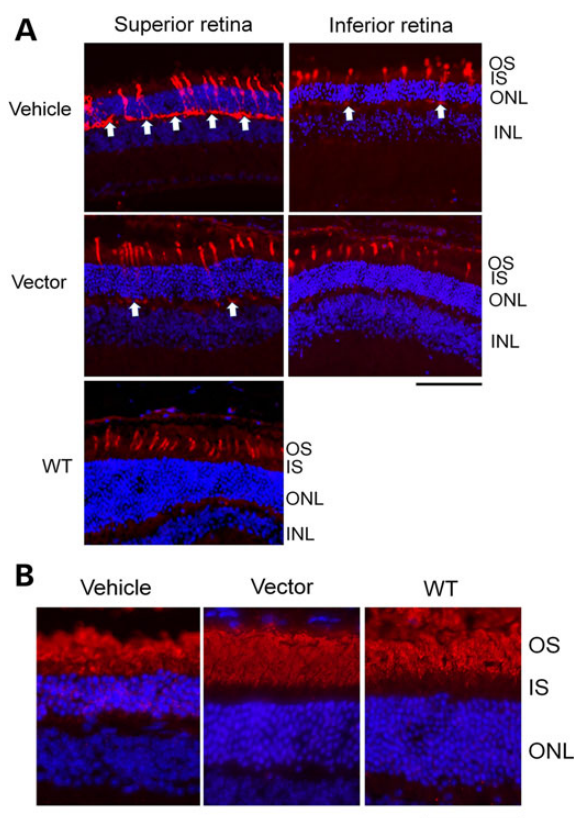 A
Superior retina Inferior retina
Vehicle
OS
IS
ONL
INL
Vector
OS
IS
ONL
INL
WT
OS
IS
ONL
INL
B
Vehicle Vector WT
OS
IS
ONL